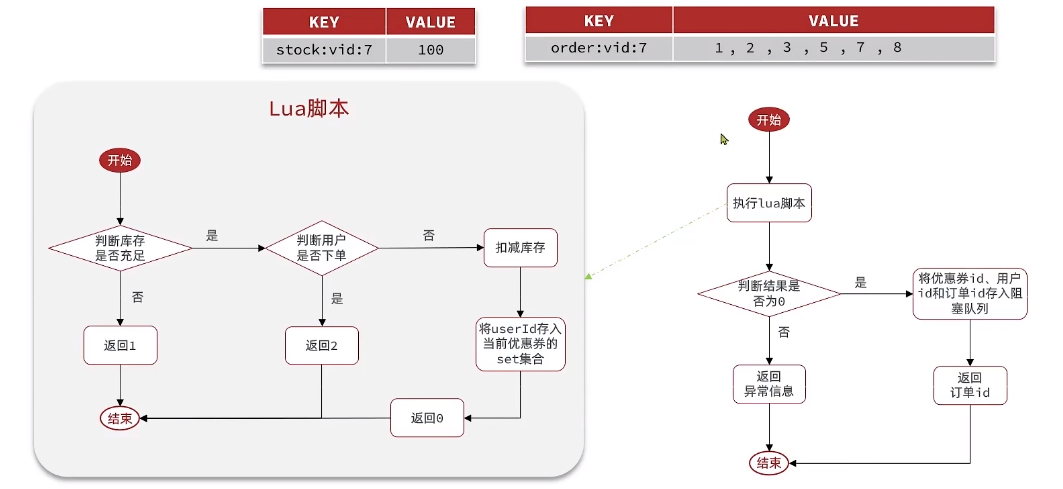 KEY VALUE
stock:vid:7 100
KEY VALUE
order:vid:7 1 , 2 , 3 , 5 , 7 , 8
Lua脚本
开始
判断库存
是否充足
是
判断用户
是否下单
否
扣减库存
否
是
返回1
返回2
将userId存入
当前优惠券的
set集合
结束
返回0
开始
执行lua脚本
判断结果是
否为0
是
将优惠券id、用户
id和订单id存入阻
塞队列
否
返回
异常信息
返回
订单id
结束